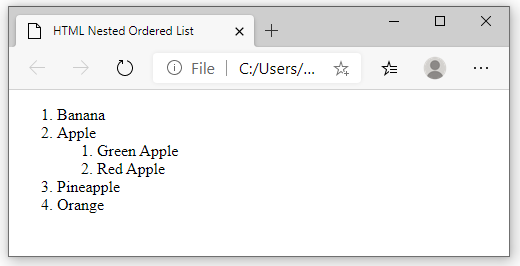 HTML Nested Ordered List
File | C:/Users/...
1. Banana
2. Apple
1. Green Apple
2. Red Apple
3. Pineapple
4. Orange